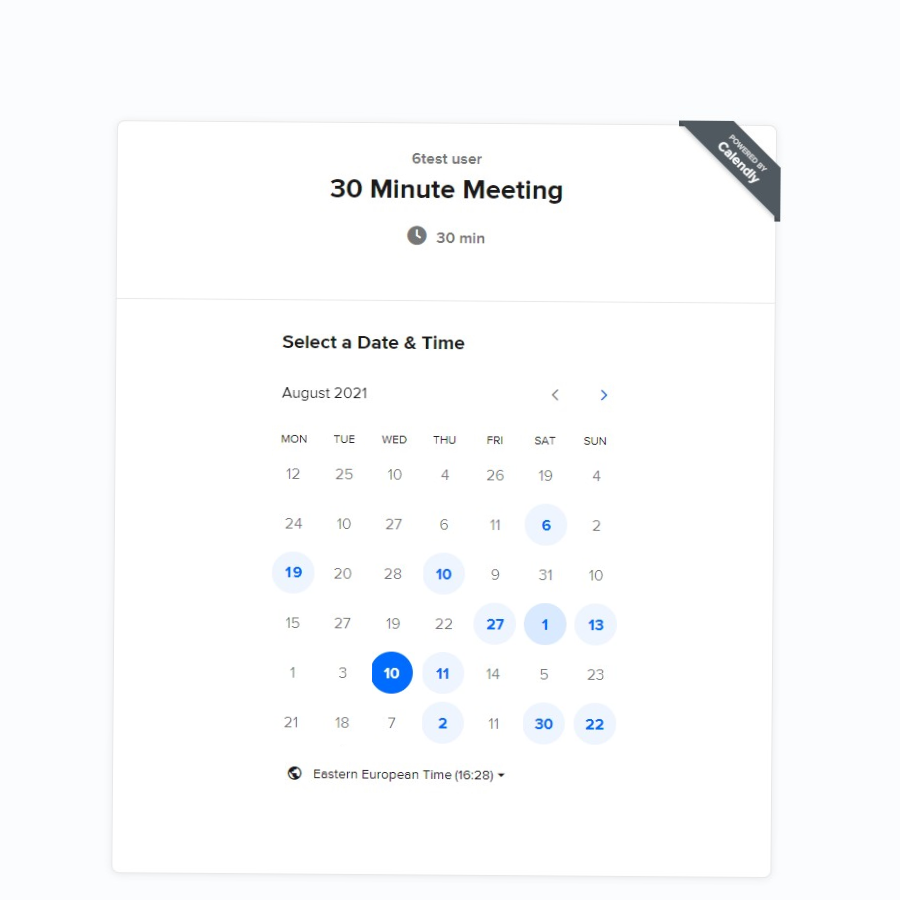 POWERED BY
Calendly
6test user
30 Minute Meeting
30 min
Select a Date & Time
August 2021
MON TUE WED THU FRI SAT SUN
12 25 10 4 26 19 4
24 10 27 6 11 6 2
19 20 28 10 9 31 10
15 27 19 22 27 1 13
1 3 10 11 14 5 23
21 18 7 2 11 30 22
Eastern European Time (16:28)